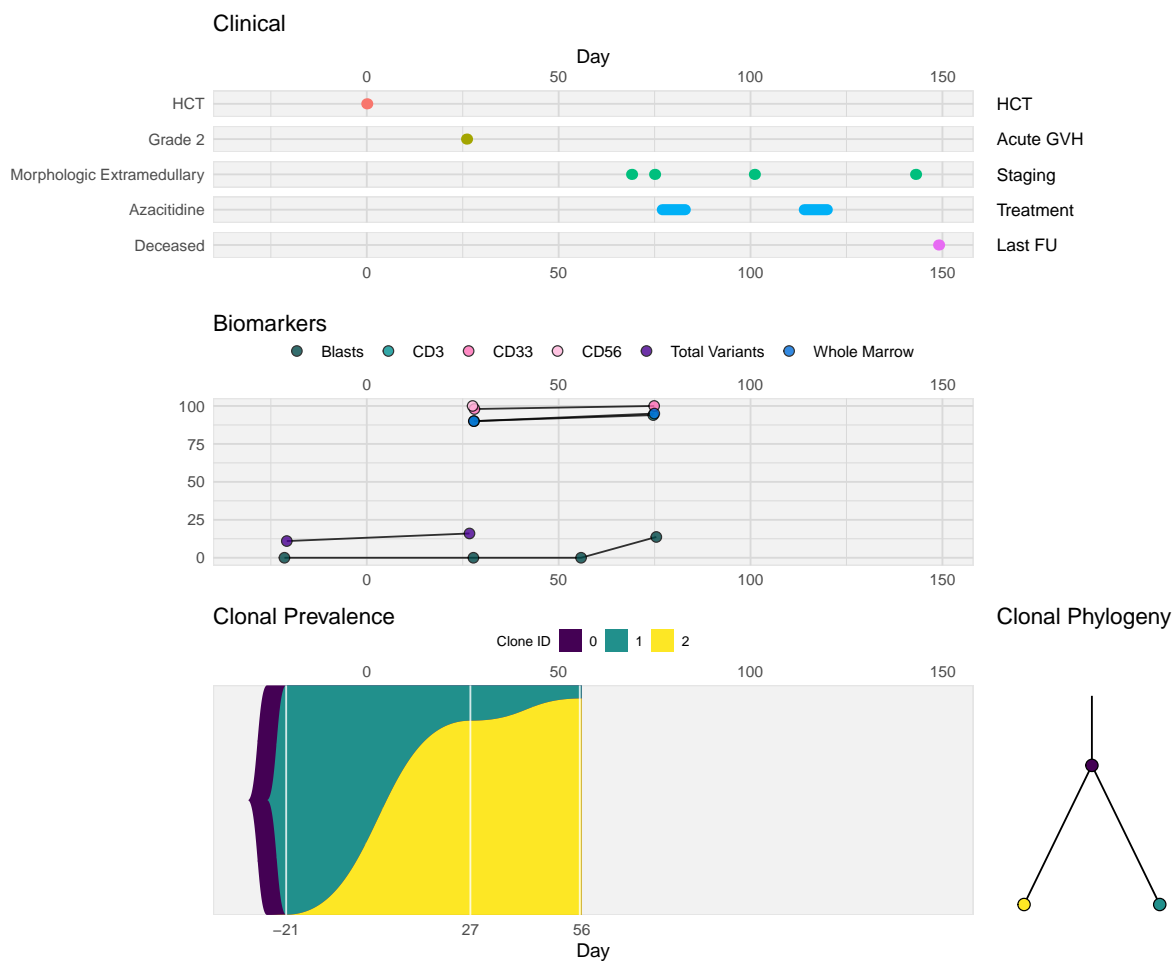 Clinical
Day
0 50 100 150
HCT HCT
Grade 2 Acute GVH
Morphologic Extramedullary Staging
Azacitidine Treatment
Deceased Last FU
0 50 100 150
Biomarkers
Blasts CD3 CD33 CD56 Total Variants Whole Marrow
0 50 100 150
100
75
50
25
0
0 50 100 150
Clonal Prevalence Clonal Phylogeny
Clone ID 0 1 2
0 50 100 150
−21 27 56
Day